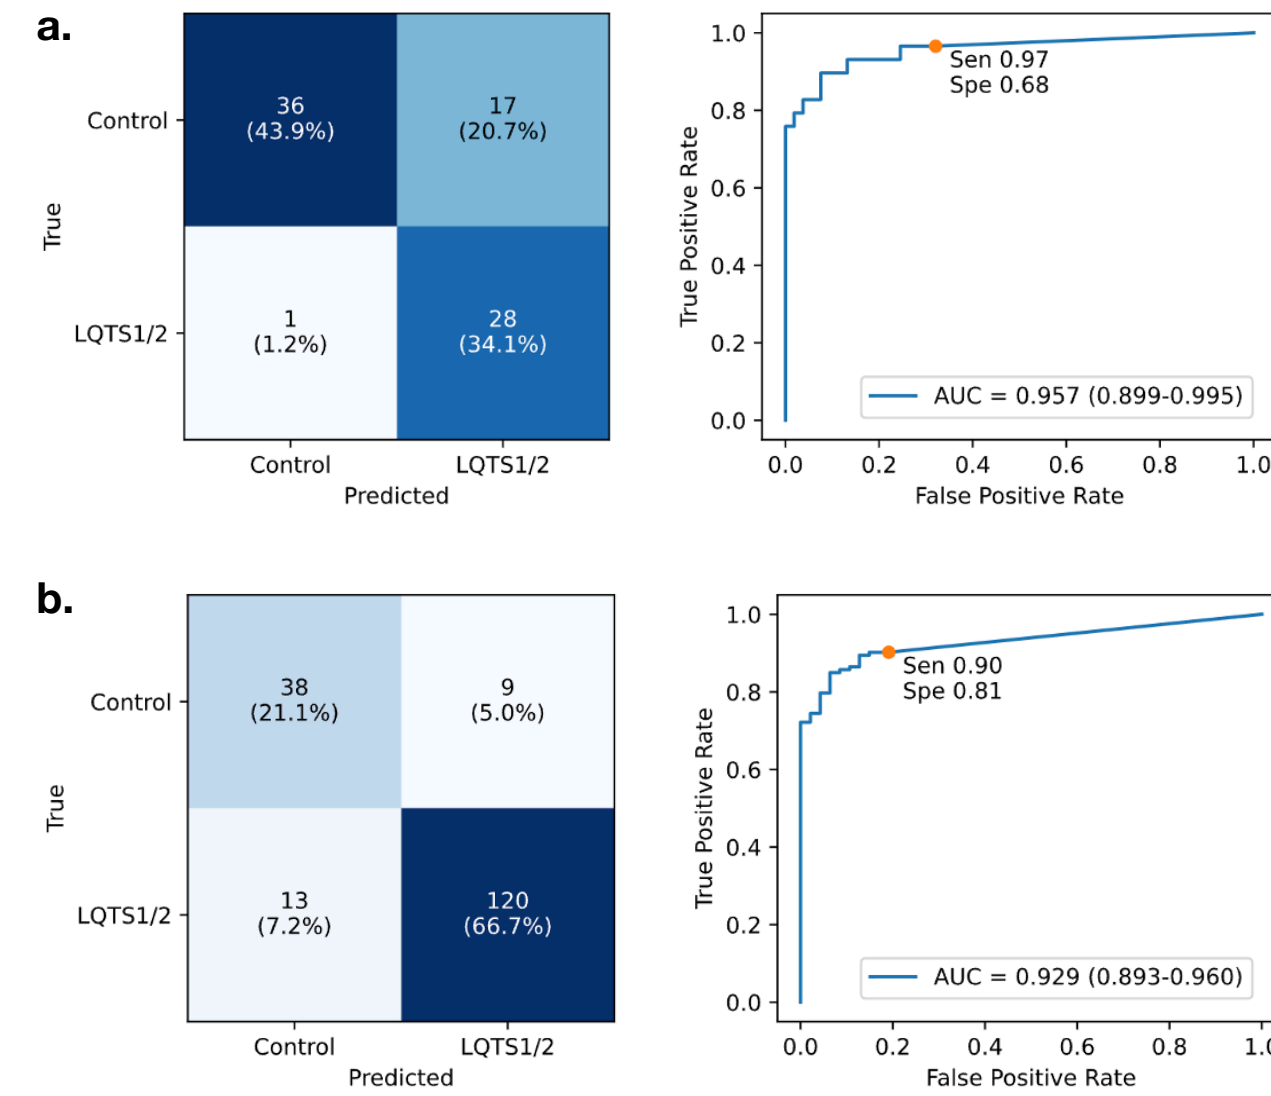 a.
True
Control
LQTS1/2
36
(43.9%)
17
(20.7%)
1
(1.2%)
28
(34.1%)
Control
LQTS1/2
Predicted
True Positive Rate
1.0
0.8
0.6
0.4
0.2
0.0
Sen 0.97
Spe 0.68
AUC = 0.957 (0.899-0.995)
0.0 0.2 0.4 0.6 0.8 1.0
False Positive Rate
b.
True
Control
LQTS1/2
38
(21.1%)
9
(5.0%)
13
(7.2%)
120
(66.7%)
Control
LQTS1/2
Predicted
True Positive Rate
1.0
0.8
0.6
0.4
0.2
0.0
Sen 0.90
Spe 0.81
AUC = 0.929 (0.893-0.960)
0.0 0.2 0.4 0.6 0.8 1.0
False Positive Rate